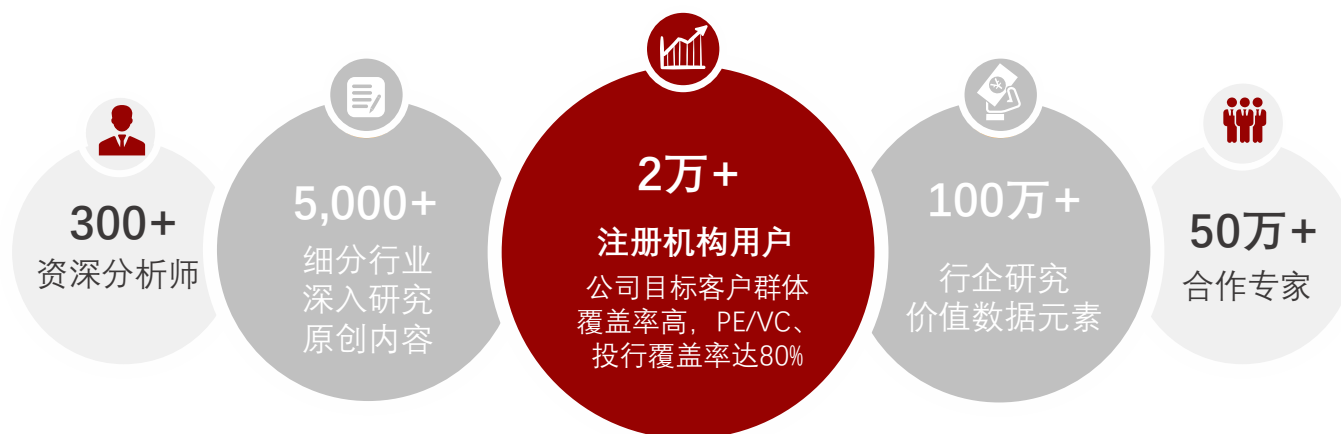 300+
资深分析师
5,000+
细分行业
深入研究
原创内容
2万+
注册机构用户
公司目标客户群体
覆盖率高，PE/VC、
投行覆盖率达80%
100万+
行企研究
价值数据元素
50万+
合作专家